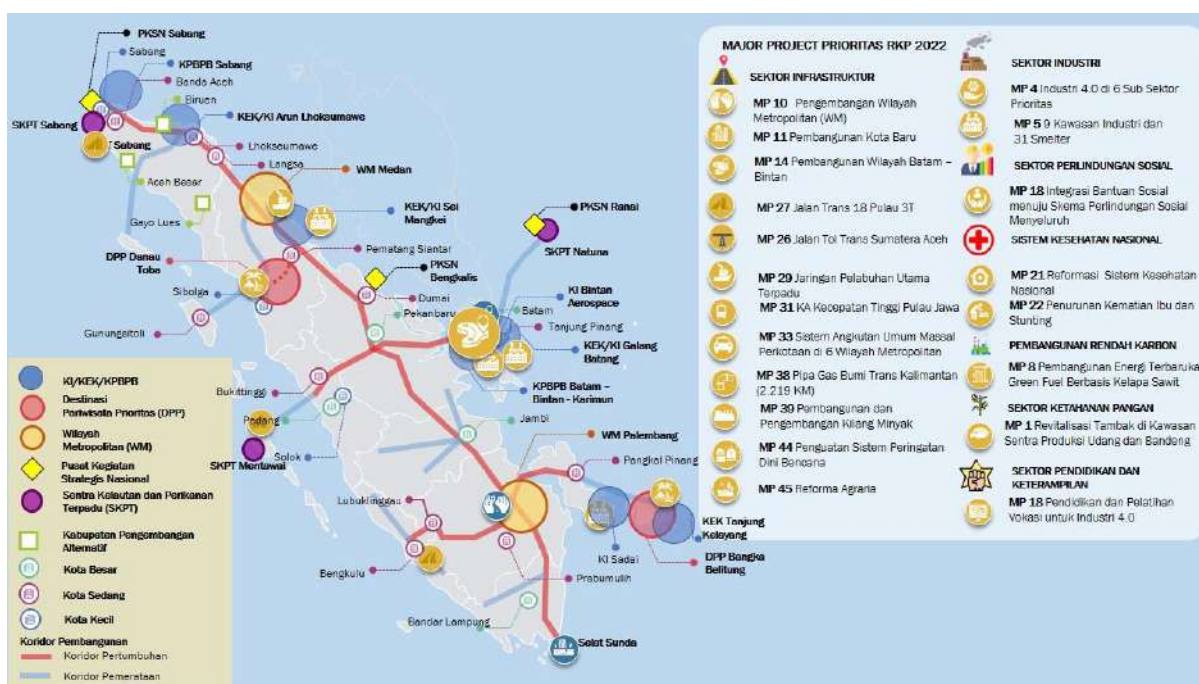 PKSN Sabang
Sabang
KPBPB Sabang
Banda Aceh
Biruen
SKPT Sabang
KEK/KI Arun Lhokseumawe
Sabang
Lhokseumawe
Langsa
WM Medan
Aceh Besar
Gayo Lues
KEK/KI Sei
Mangkei
PKSN Ranai
SKPT Natuna
DPP Danau
Toba
Pematang Siantar
PKSN
Bengkalis
Sibolga
Dumai
Pekanbaru
KI Bintan
Aerospace
Batam
Tanjung Pinang
Gunungsitoli
KEK/KI Galang
Batang
KPBPB Batam –
Bintan - Karimun
Bukittinggi
Padang
Jambi
Solok
SKPT Mentawai
WM Palembang
Pangkal Pinang
Lubuklinggau
KEK Tanjung
Kelayang
KI Sadai
DPP Bangka
Belitung
Bengkulu
Prabumulih
Bandar Lampung
Selat Sunda
KI/KEK/KPBPB
Destinasi
Pariwisata Prioritas (DPP)
Wilayah
Metropolitan (WM)
Pusat Kegiatan
Strategis Nasional
Sentra Kelautan dan Perikanan
Terpadu (SKPT)
Kabupaten Pengembangan
Alternatif
Kota Besar
Kota Sedang
Kota Kecil
Koridor Pembangunan
Koridor Pertumbuhan
Koridor Pemerataan
MAJOR PROJECT PRIORITAS RKP 2022
SEKTOR INFRASTRUKTUR
MP 10 Pengembangan Wilayah
Metropolitan (WM)
MP 11 Pembangunan Kota Baru
MP 14 Pembangunan Wilayah Batam –
Bintan
MP 27 Jalan Trans 18 Pulau 3T
MP 26 Jalan Tol Trans Sumatera Aceh
MP 29 Jaringan Pelabuhan Utama
Terpadu
MP 31 KA Kecepatan Tinggi Pulau Jawa
MP 33 Sistem Angkutan Umum Massal
Perkotaan di 6 Wilayah Metropolitan
MP 38 Pipa Gas Bumi Trans Kalimantan
(2.219 KM)
MP 39 Pembangunan dan
Pengembangan Kilang Minyak
MP 44 Penguatan Sistem Peringatan
Dini Bencana
MP 45 Reforma Agraria
SEKTOR INDUSTRI
MP 4 Industri 4.0 di 6 Sub Sektor
Prioritas
MP 5 9 Kawasan Industri dan
31 Smelter
SEKTOR PERLINDUNGAN SOSIAL
MP 18 Integrasi Bantuan Sosial
menuju Skema Perlindungan Sosial
Menyeluruh
SISTEM KESEHATAN NASIONAL
MP 21 Reformasi Sistem Kesehatan
Nasional
MP 22 Penurunan Kematian Ibu dan
Stunting
PEMBANGUNAN RENDAH KARBON
MP 8 Pembangunan Energi Terbaruka
Green Fuel Berbasis Kelapa Sawit
SEKTOR KETAHANAN PANGAN
MP 1 Revitalisasi Tambak di Kawasan
Sentra Produksi Udang dan Bandeng
SEKTOR PENDIDIKAN DAN
KETERAMPILAN
MP 18 Pendidikan dan Pelatihan
Vokasi untuk Industri 4.0